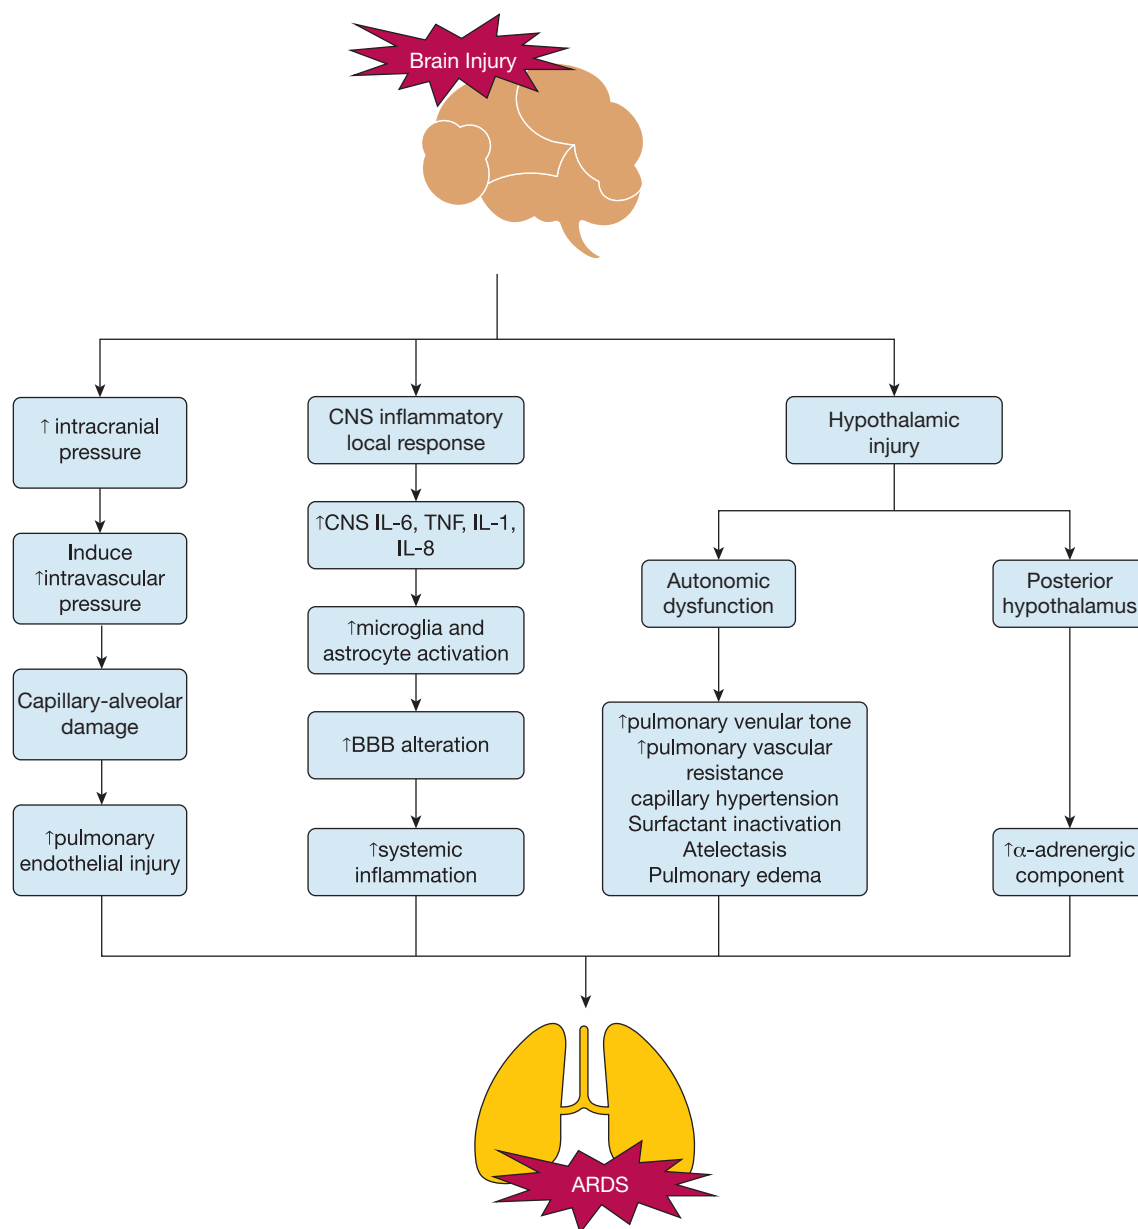 Brain Injury
↑ intracranial
pressure
Induce
↑intravascular
pressure
Capillary-alveolar
damage
↑pulmonary
endothelial injury
CNS inflammatory
local response
↑CNS IL-6, TNF, IL-1,
IL-8
↑microglia and
astrocyte activation
↑BBB alteration
↑systemic
inflammation
Hypothalamic
injury
Autonomic
dysfunction
↑pulmonary venular tone
↑pulmonary vascular
resistance
capillary hypertension
Surfactant inactivation
Atelectasis
Pulmonary edema
Posterior
hypothalamus
↑α-adrenergic
component
ARDS